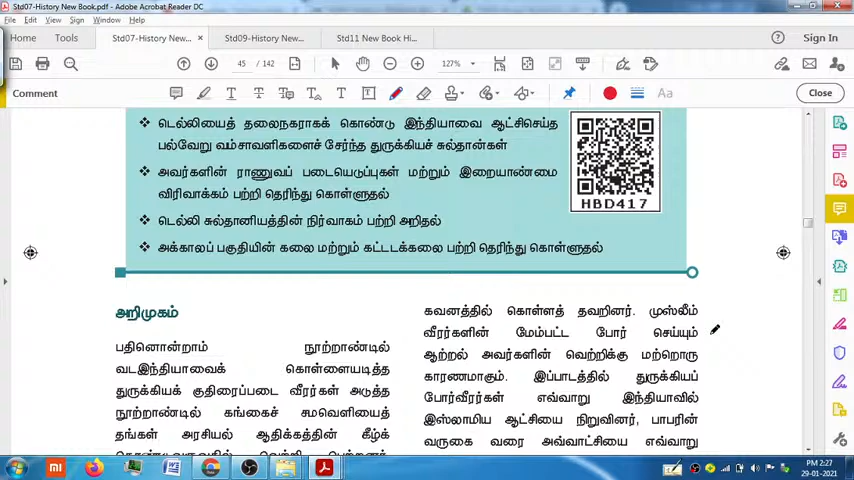 Std07-History New Book.pdf - Adobe Acrobat Reader DC
File Edit View Sign Window Help
Home Tools Std07-History New... × Std09-History New... Std11 New Book Hi... Sign In
45 / 142 127%
Comment Aa Close
❖ டெல்லியைத் தலைநகராகக் கொண்டு இந்தியாவை ஆட்சிசெய்த
பல்வேறு வம்சாவளிகளைச் சேர்ந்த துருக்கியச் சுல்தான்கள்
❖ அவர்களின் ராணுவப் படையெடுப்புகள் மற்றும் இறையாண்மை
விரிவாக்கம் பற்றி தெரிந்து கொள்ளுதல்
❖ டெல்லி சுல்தானியத்தின் நிர்வாகம் பற்றி அறிதல்
❖ அக்காலப் பகுதியின் கலை மற்றும் கட்டடக்கலை பற்றி தெரிந்து கொள்ளுதல்
HBD417
அறிமுகம்
பதினொன்றாம் நூற்றாண்டில்
வடஇந்தியாவைக் கொள்ளையடித்த
துருக்கியக் குதிரைப்படை வீரர்கள் அடுத்த
நூற்றாண்டில் கங்கைச் சமவெளியைத்
தங்கள் அரசியல் ஆதிக்கத்தின் கீழ்க்
கவனத்தில் கொள்ளத் தவறினர். முஸ்லீம்
வீரர்களின் மேம்பட்ட போர் செய்யும்
ஆற்றல் அவர்களின் வெற்றிக்கு மற்றொரு
காரணமாகும். இப்பாடத்தில் துருக்கியப்
போர்வீரர்கள் எவ்வாறு இந்தியாவில்
இஸ்லாமிய ஆட்சியை நிறுவினர், பாபரின்
வருகை வரை அவ்வாட்சியை எவ்வாறு
PM 2:27
29-01-2021